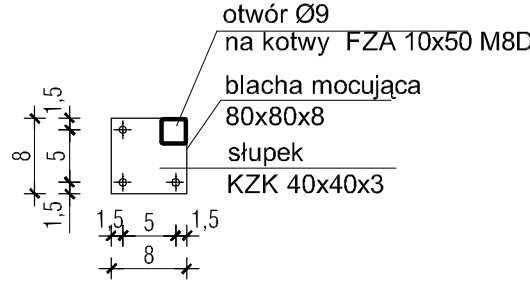 otwór Ø9
na kotwy FZA 10x50 M8D
blacha mocująca
80x80x8
słupek
KZK 40x40x3
1,5
8
5
1,5
1,5 5 1,5
8